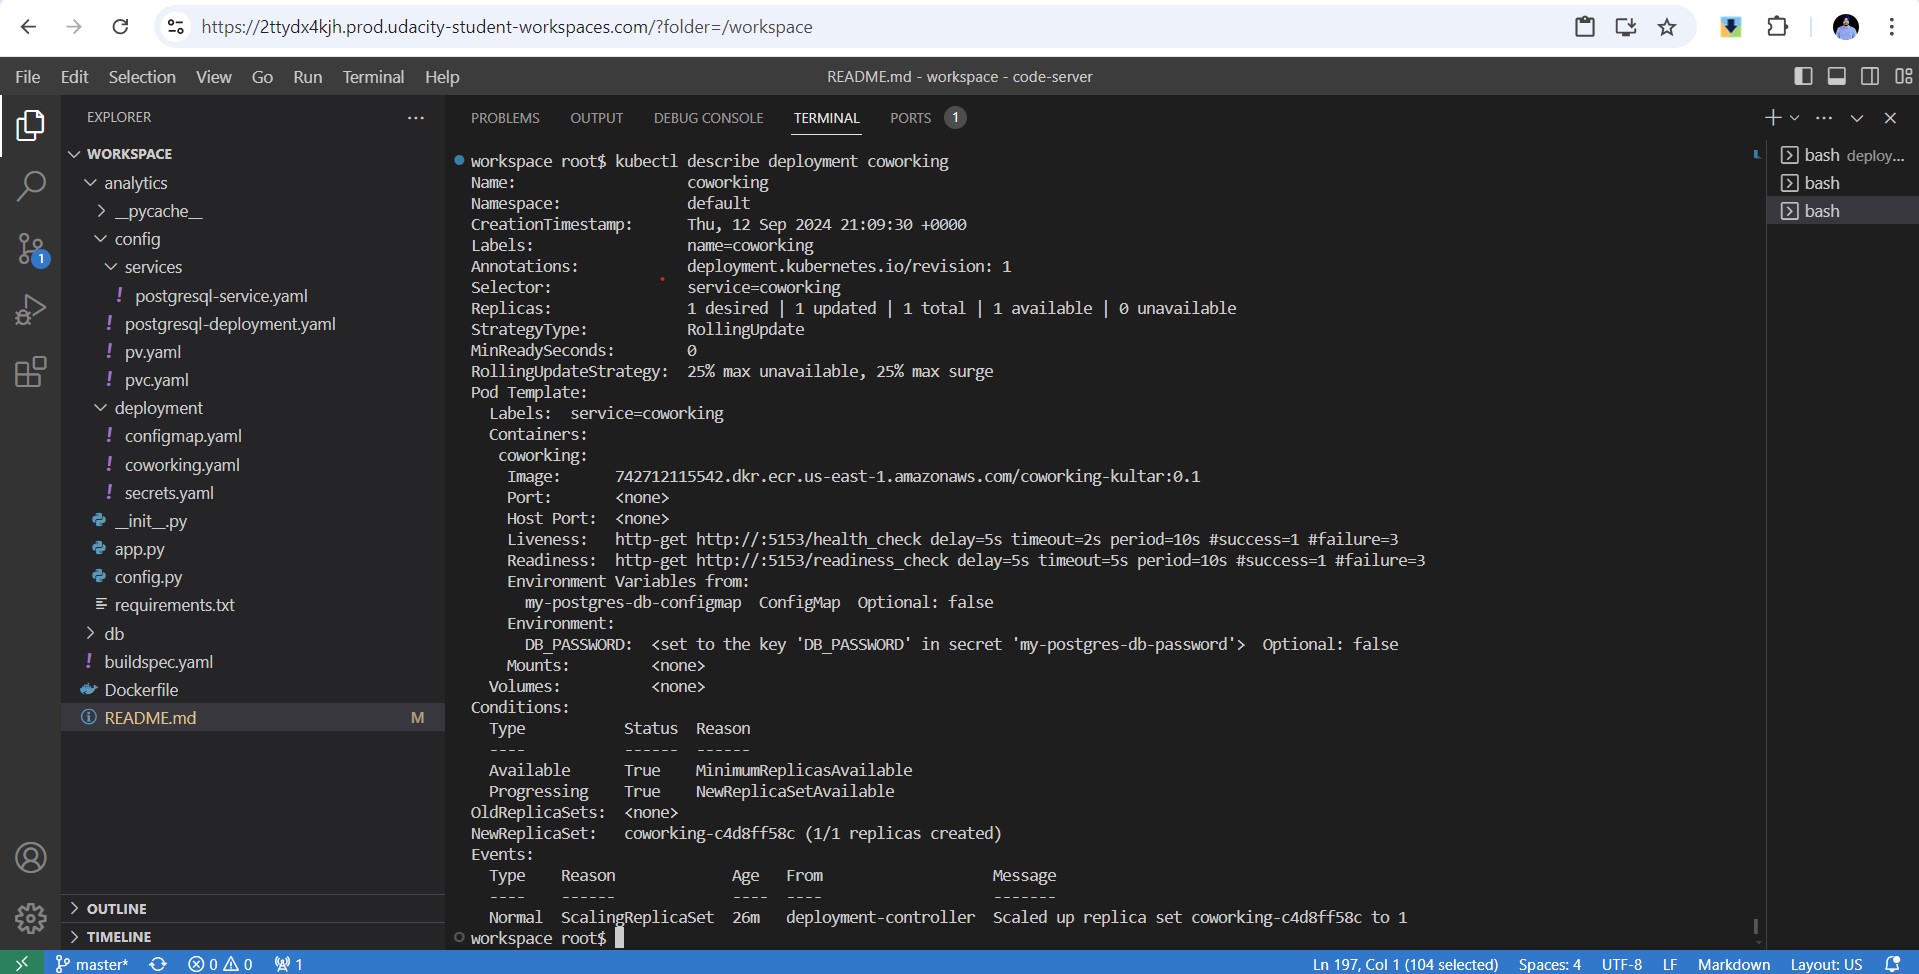 https://2ttydx4kjh.prod.udacity-student-workspaces.com/?folder=/workspace
File Edit Selection View Go Run Terminal Help
README.md - workspace - code-server
EXPLORER
WORKSPACE
analytics
__pycache__
config
services
postgresql-service.yaml
postgresql-deployment.yaml
pv.yaml
pvc.yaml
deployment
configmap.yaml
coworking.yaml
secrets.yaml
__init__.py
app.py
config.py
requirements.txt
db
buildspec.yaml
Dockerfile
README.md M
OUTLINE
TIMELINE
1
PROBLEMS OUTPUT DEBUG CONSOLE TERMINAL PORTS 1
workspace root$ kubectl describe deployment coworking
Name: coworking
Namespace: default
CreationTimestamp: Thu, 12 Sep 2024 21:09:30 +0000
Labels: name=coworking
Annotations: deployment.kubernetes.io/revision: 1
Selector: service=coworking
Replicas: 1 desired | 1 updated | 1 total | 1 available | 0 unavailable
StrategyType: RollingUpdate
MinReadySeconds: 0
RollingUpdateStrategy: 25% max unavailable, 25% max surge
Pod Template:
Labels: service=coworking
Containers:
coworking:
Image: 742712115542.dkr.ecr.us-east-1.amazonaws.com/coworking-kultar:0.1
Port: <none>
Host Port: <none>
Liveness: http-get http://:5153/health_check delay=5s timeout=2s period=10s #success=1 #failure=3
Readiness: http-get http://:5153/readiness_check delay=5s timeout=5s period=10s #success=1 #failure=3
Environment Variables from:
my-postgres-db-configmap ConfigMap Optional: false
Environment:
DB_PASSWORD: <set to the key 'DB_PASSWORD' in secret 'my-postgres-db-password'> Optional: false
Mounts: <none>
Volumes: <none>
Conditions:
Type Status Reason
---- ------ ------
Available True MinimumReplicasAvailable
Progressing True NewReplicaSetAvailable
OldReplicaSets: <none>
NewReplicaSet: coworking-c4d8ff58c (1/1 replicas created)
Events:
Type Reason Age From Message
---- ------ ---- ---- -------
Normal ScalingReplicaSet 26m deployment-controller Scaled up replica set coworking-c4d8ff58c to 1
workspace root$
bash deploy...
bash
bash
master* 0 0 1 Ln 197, Col 1 (104 selected) Spaces: 4 UTF-8 LF Markdown Layout: US